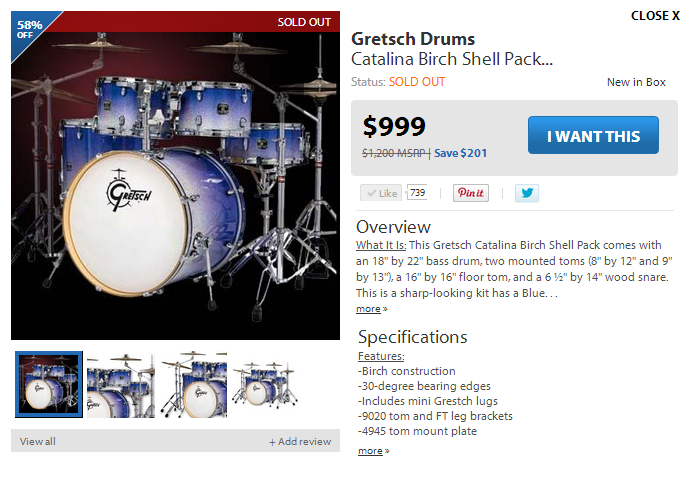 CLOSE X
58%
OFF
SOLD OUT
GRETSCH
Gretsch Drums
Catalina Birch Shell Pack...
Status: SOLD OUT
New in Box
$999
$1,200 MSRP | Save $201
I WANT THIS
Like
739
Pin it
Overview
What It Is: This Gretsch Catalina Birch Shell Pack comes with
an 18" by 22" bass drum, two mounted toms (8" by 12" and 9"
by 13"), a 16" by 16" floor tom, and a 6 ½" by 14" wood snare.
This is a sharp-looking kit has a Blue. . .
more »
Specifications
Features:
-Birch construction
-30-degree bearing edges
-Includes mini Grestch lugs
-9020 tom and FT leg brackets
-4945 tom mount plate
more »
View all
+ Add review